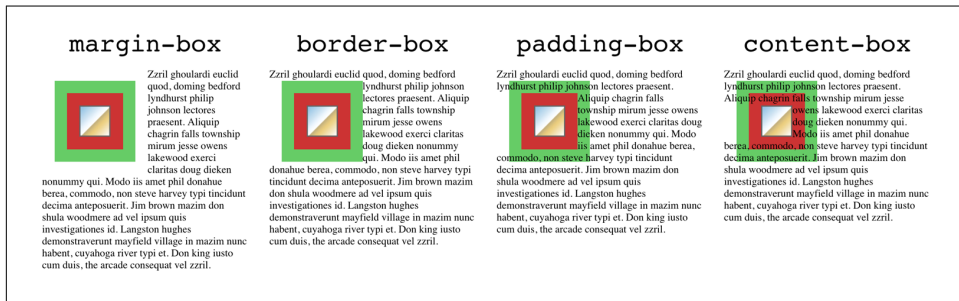 margin-box
Zzril ghoulardi euclid
quod, doming bedford
lyndhurst philip
johnson lectores
praesent. Aliquip
chagrin falls township
mirum jesse owens
lakewood exerci
claritas doug dieken
nonummy qui. Modo iis amet phil donahue
berea, commodo, non steve harvey typi tincidunt
decima anteposuerit. Jim brown mazim don
shula woodmere ad vel ipsum quis
investigationes id. Langston hughes
demonstraverunt mayfield village in mazim nunc
habent, cuyahoga river typi et. Don king iusto
cum duis, the arcade consequat vel zzril.
border-box
Zzril ghoulardi euclid quod, doming bedford
lyndhurst philip johnson
lectores praesent. Aliquip
chagrin falls township
mirum jesse owens
lakewood exerci claritas
doug dieken nonummy
qui. Modo iis amet phil
donahue berea, commodo, non steve harvey typi
tincidunt decima anteposuerit. Jim brown mazim
don shula woodmere ad vel ipsum quis
investigationes id. Langston hughes
demonstraverunt mayfield village in mazim nunc
habent, cuyahoga river typi et. Don king iusto
cum duis, the arcade consequat vel zzril.
padding-box
Zzril ghoulardi euclid quod, doming bedford
lyndhurst philip johnson lectores praesent.
Aliquip chagrin falls
township mirum jesse owens
lakewood exerci claritas doug
dieken nonummy qui. Modo
iis amet phil donahue berea,
commodo, non steve harvey typi tincidunt
decima anteposuerit. Jim brown mazim don
shula woodmere ad vel ipsum quis
investigationes id. Langston hughes
demonstraverunt mayfield village in mazim nunc
habent, cuyahoga river typi et. Don king iusto
cum duis, the arcade consequat vel zzril.
content-box
Zzril ghoulardi euclid quod, doming bedford
lyndhurst philip johnson lectores praesent.
Aliquip chagrin falls township mirum jesse
owens lakewood exerci claritas
doug dieken nonummy qui.
Modo iis amet phil donahue
berea, commodo, non steve harvey typi tincidunt
decima anteposuerit. Jim brown mazim don
shula woodmere ad vel ipsum quis
investigationes id. Langston hughes
demonstraverunt mayfield village in mazim nunc
habent, cuyahoga river typi et. Don king iusto
cum duis, the arcade consequat vel zzril.